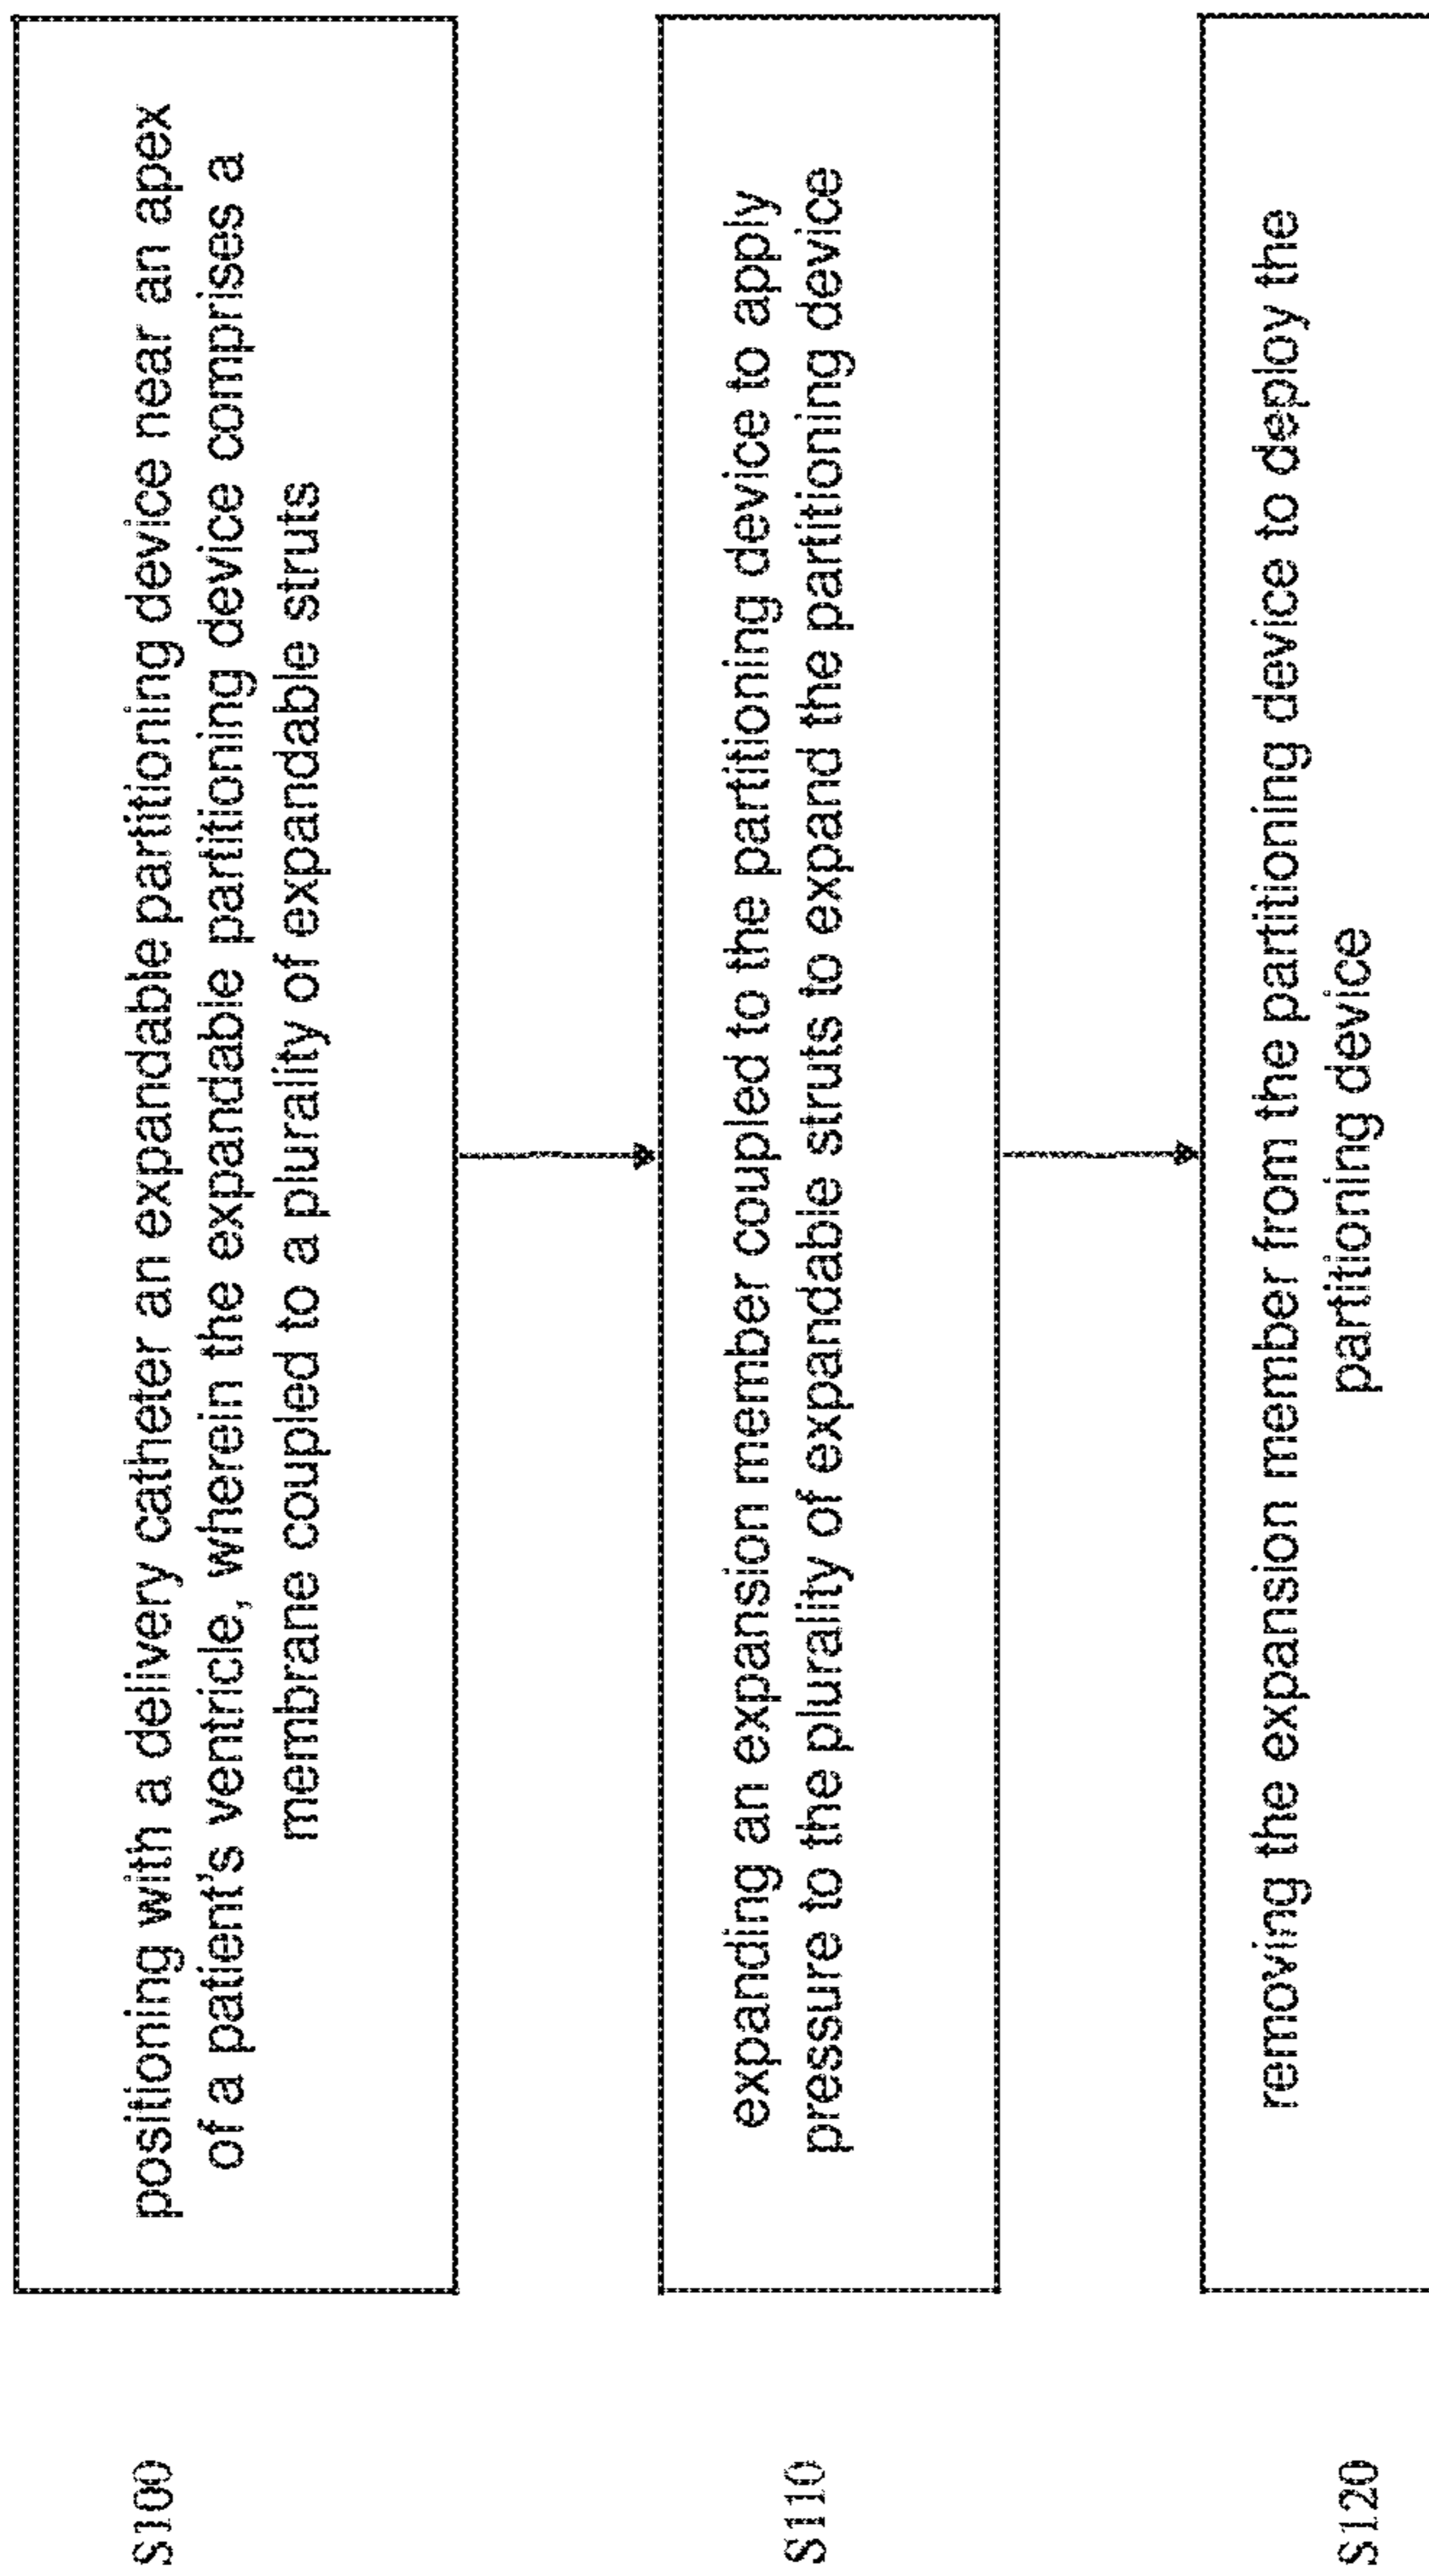 S100
positioning with a delivery catheter an expandable partitioning device near an apex
of a patient's ventricle, wherein the expandable partitioning device comprises a
membrane coupled to a plurality of expandable struts
S110
expanding an expansion member coupled to the partitioning device to apply
pressure to the plurality of expandable struts to expand the partitioning device
S120
removing the expansion member from the partitioning device to deploy the
partitioning device